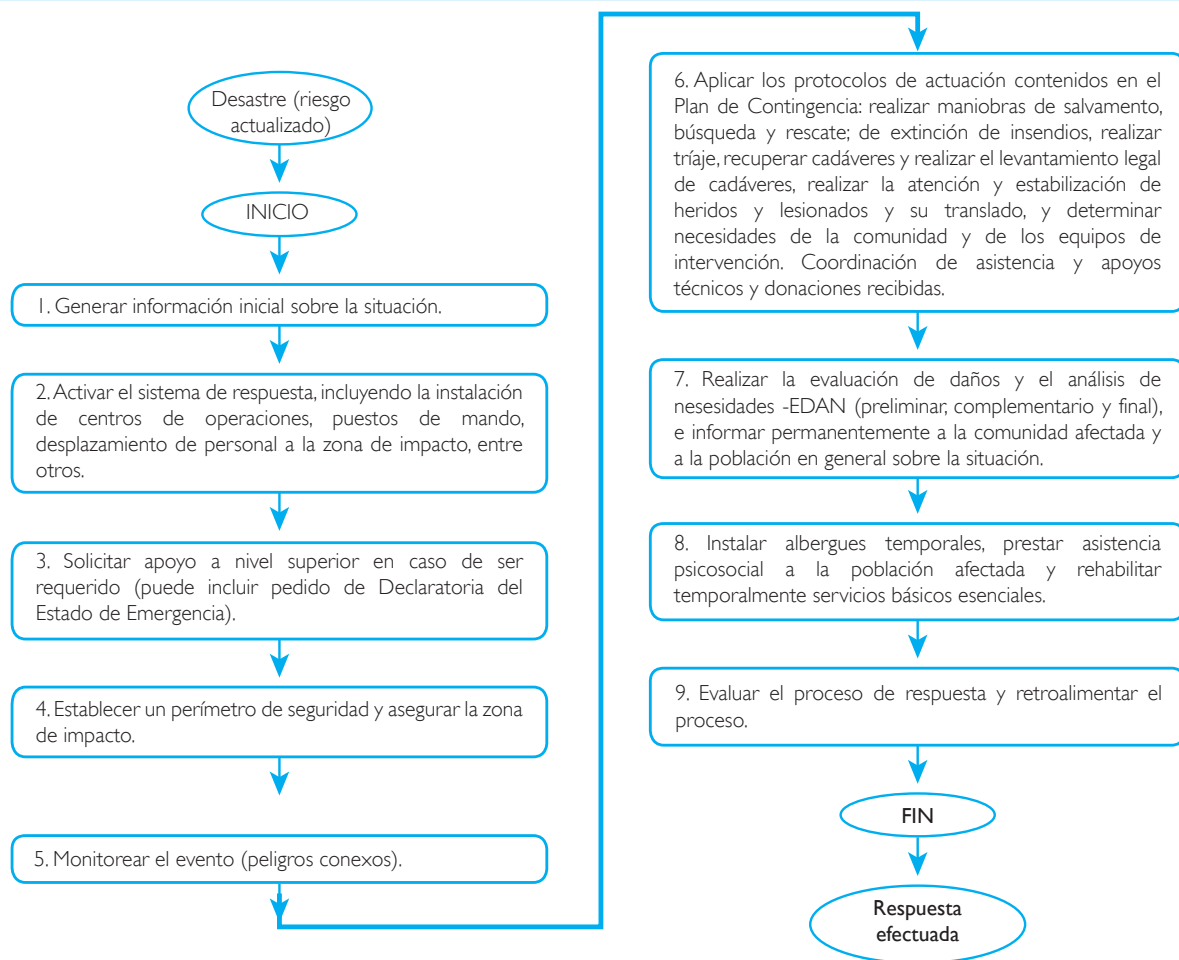 Desastre (riesgo
actualizado)
INICIO
1. Generar información inicial sobre la situación.
2. Activar el sistema de respuesta, incluyendo la instalación
de centros de operaciones, puestos de mando,
desplazamiento de personal a la zona de impacto, entre
otros.
3. Solicitar apoyo a nivel superior en caso de ser
requerido (puede incluir pedido de Declaratoria del
Estado de Emergencia).
4. Establecer un perímetro de seguridad y asegurar la zona
de impacto.
5. Monitorear el evento (peligros conexos).
6. Aplicar los protocolos de actuación contenidos en el
Plan de Contingencia: realizar maniobras de salvamento,
búsqueda y rescate; de extinción de insendios, realizar
tríaje, recuperar cadáveres y realizar el levantamiento legal
de cadáveres, realizar la atención y estabilización de
heridos y lesionados y su translado, y determinar
necesidades de la comunidad y de los equipos de
intervención. Coordinación de asistencia y apoyos
técnicos y donaciones recibidas.
7. Realizar la evaluación de daños y el análisis de
nesesidades -EDAN (preliminar, complementario y final),
e informar permanentemente a la comunidad afectada y
a la población en general sobre la situación.
8. Instalar albergues temporales, prestar asistencia
psicosocial a la población afectada y rehabilitar
temporalmente servicios básicos esenciales.
9. Evaluar el proceso de respuesta y retroalimentar el
proceso.
FIN
Respuesta
efectuada